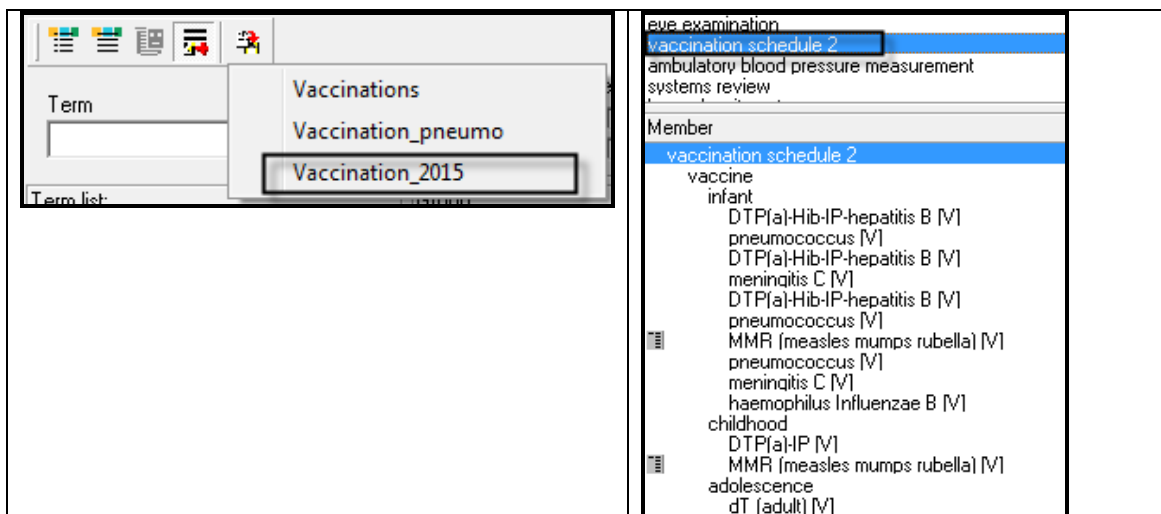 Vaccinations
Vaccination_pneumo
Vaccination_2015
Term
Term list:
eye examination
vaccination schedule 2
ambulatory blood pressure measurement
systems review
Member
vaccination schedule 2
vaccine
infant
DTP(a)-Hib-IP-hepatitis B [V]
pneumococcus [V]
DTP(a)-Hib-IP-hepatitis B [V]
meningitis C [V]
DTP(a)-Hib-IP-hepatitis B [V]
pneumococcus [V]
MMR (measles mumps rubella) [V]
pneumococcus [V]
meningitis C [V]
haemophilus Influenzae B [V]
childhood
DTP(a)-IP [V]
MMR (measles mumps rubella) [V]
adolescence
dT (adult) [V]